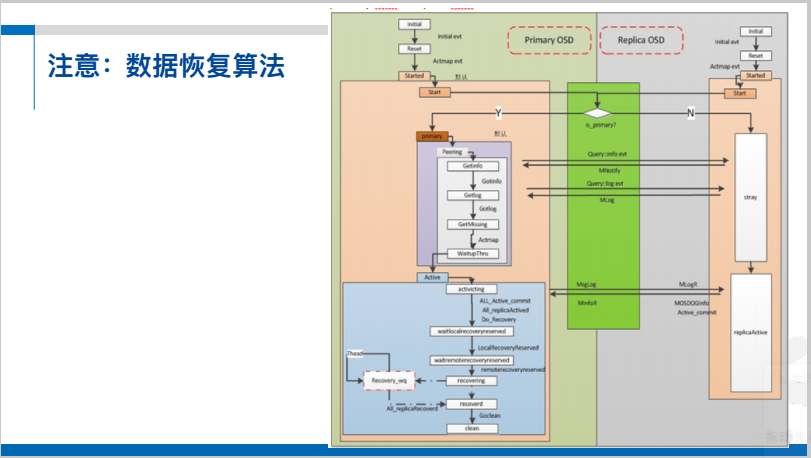 注意：数据恢复算法
Primary OSD
Replica OSD
Initial
Initial evt
Reset
Actmap evt
Started
默认
Start
Initial
Initial evt
Reset
Actmap evt
Started
Start
Y
N
is_primary?
primary
默认
Peering
GetInfo
GotInfo
Getlog
Gotlog
GetMissing
Actmap
WaitupThru
Query::info evt
MNotify
Query::log evt
MLog
stray
Active
activicting
ALL_Active_commit
All_replicaActived
Do_Recovery
waitlocalrecoveryreserved
LocalRecoveryReserved
waitremoterecoveryreserved
remoterecoveryreserved
Thead
Recovery_wq
recovering
recoverd
All_replicaRecoverd
Goclean
clean
MsgLog
MLogR
MInfoR
MOSDOGInfo
Active_commit
replicaActive